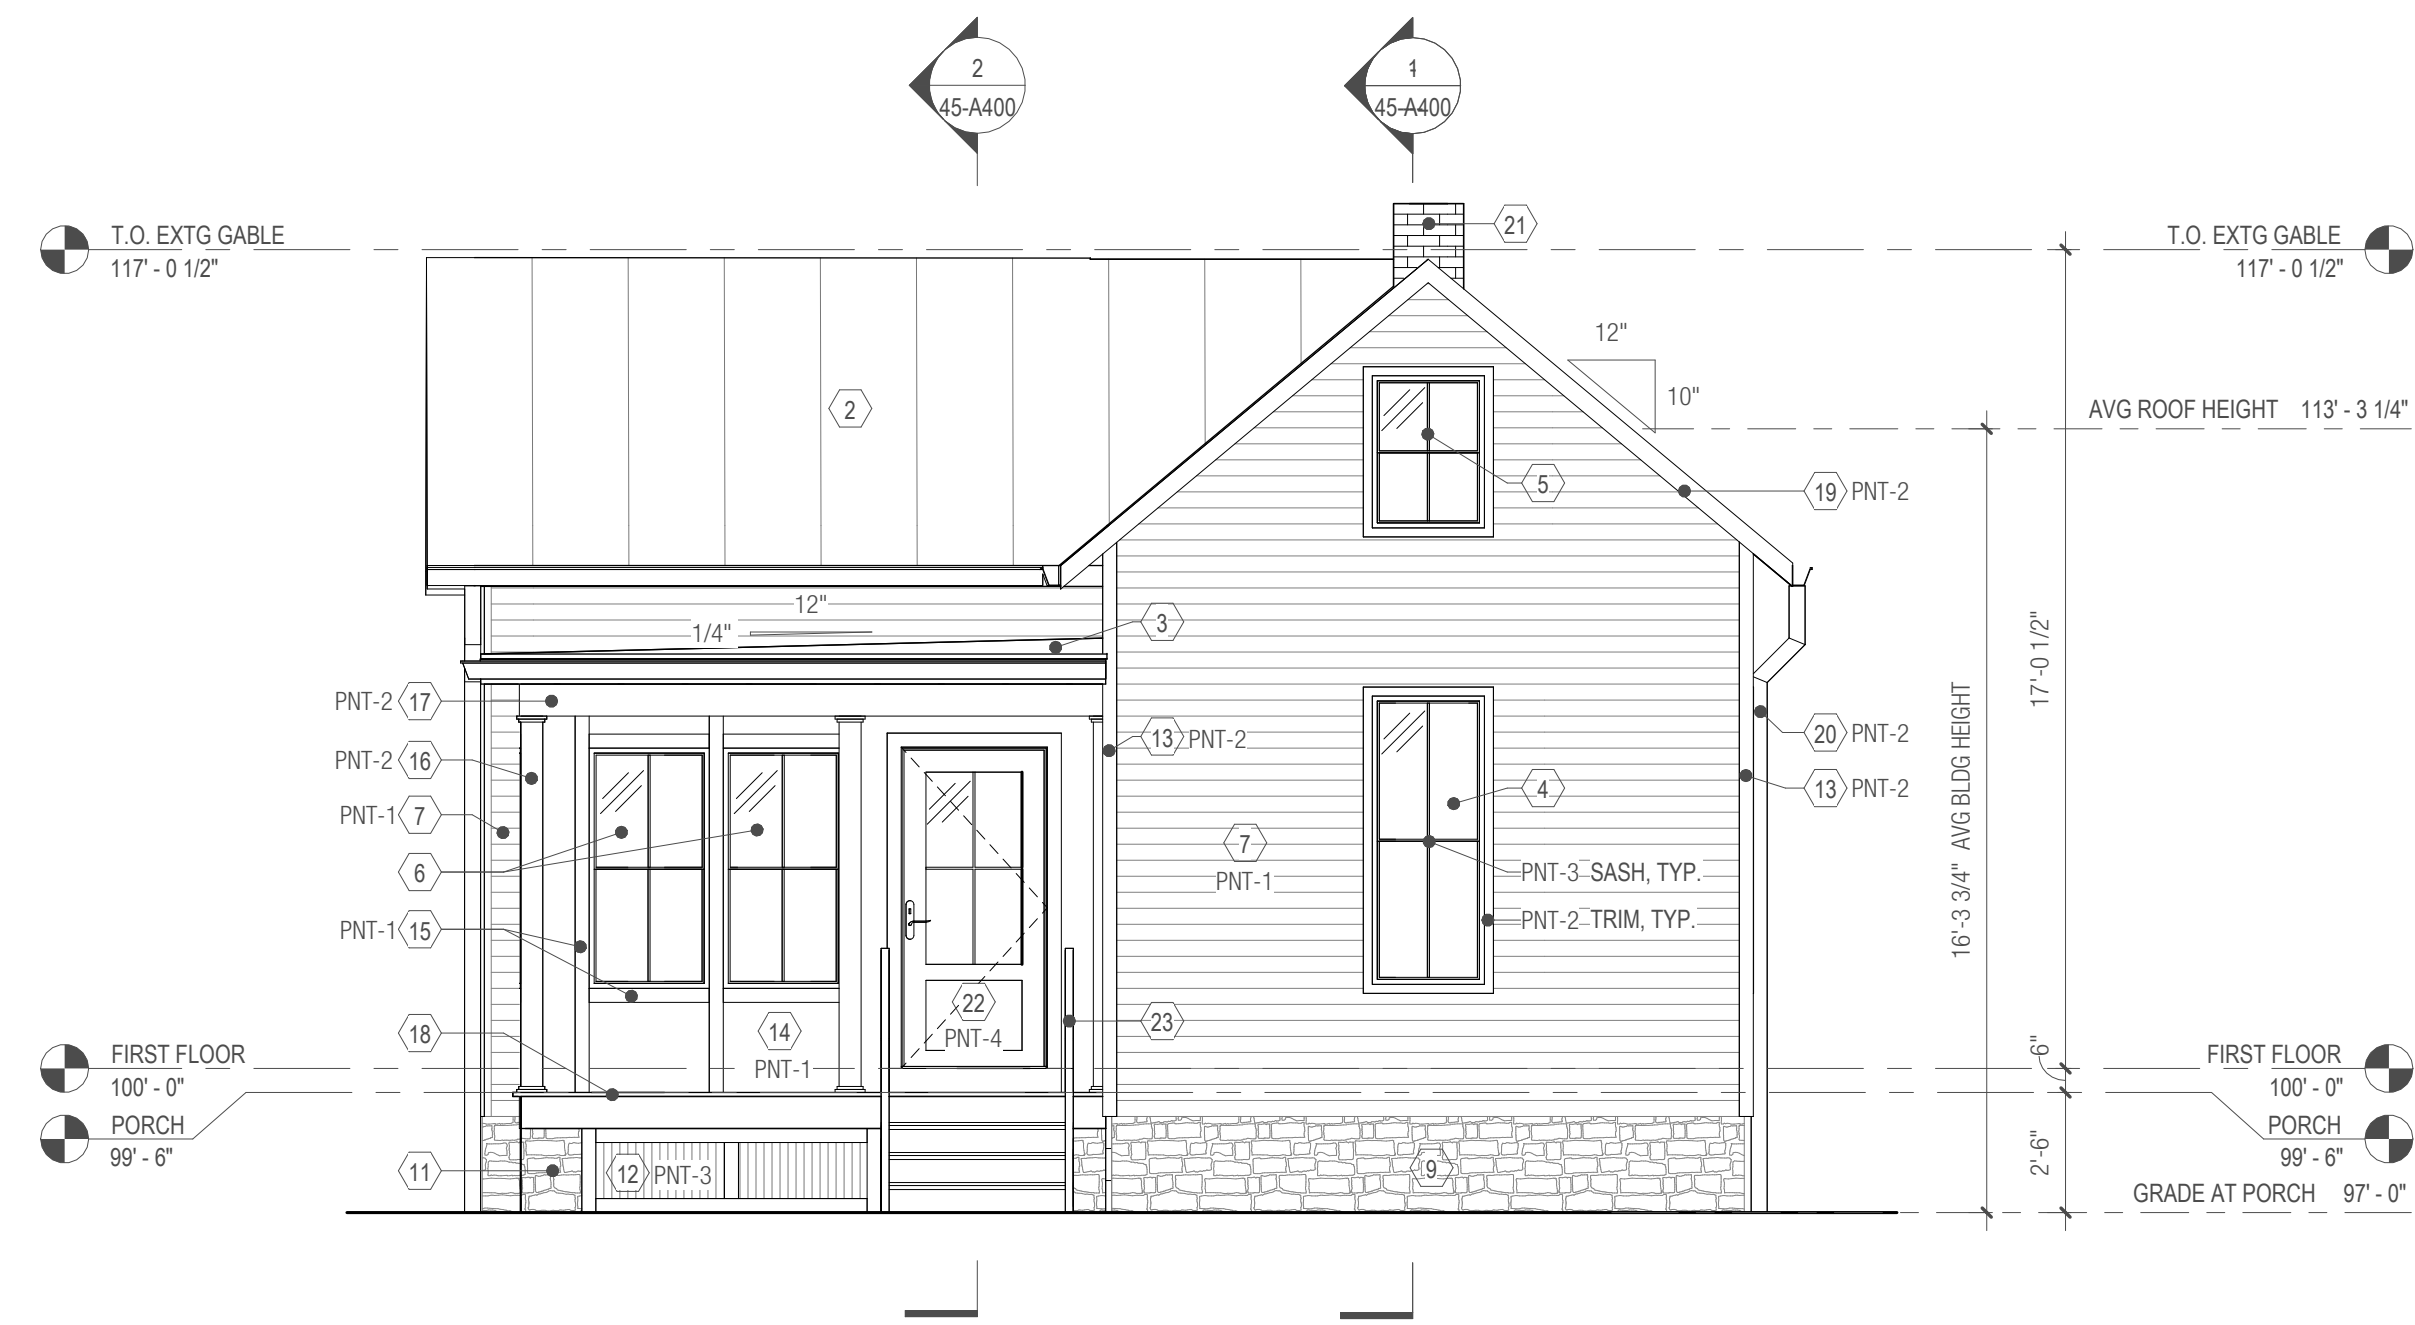 2
45-A400
1
45-A400
21
T.O. EXTG GABLE
117' - 0 1/2"
T.O. EXTG GABLE
117' - 0 1/2"
12"
10"
2
AVG ROOF HEIGHT 113' - 3 1/4"
5
19 PNT-2
12"
1/4"
3
17'-0 1/2"
16'-3 3/4" AVG BLDG HEIGHT
PNT-2 17
13 PNT-2
20 PNT-2
PNT-2 16
4
13 PNT-2
PNT-1 7
7
PNT-1
6
PNT-3 SASH, TYP.
PNT-1 15
PNT-2 TRIM, TYP.
22
PNT-4
18
14
PNT-1
23
6"
FIRST FLOOR
100' - 0"
FIRST FLOOR
100' - 0"
PORCH
99' - 6"
PORCH
99' - 6"
2'-6"
11
12 PNT-3
9
GRADE AT PORCH 97' - 0"